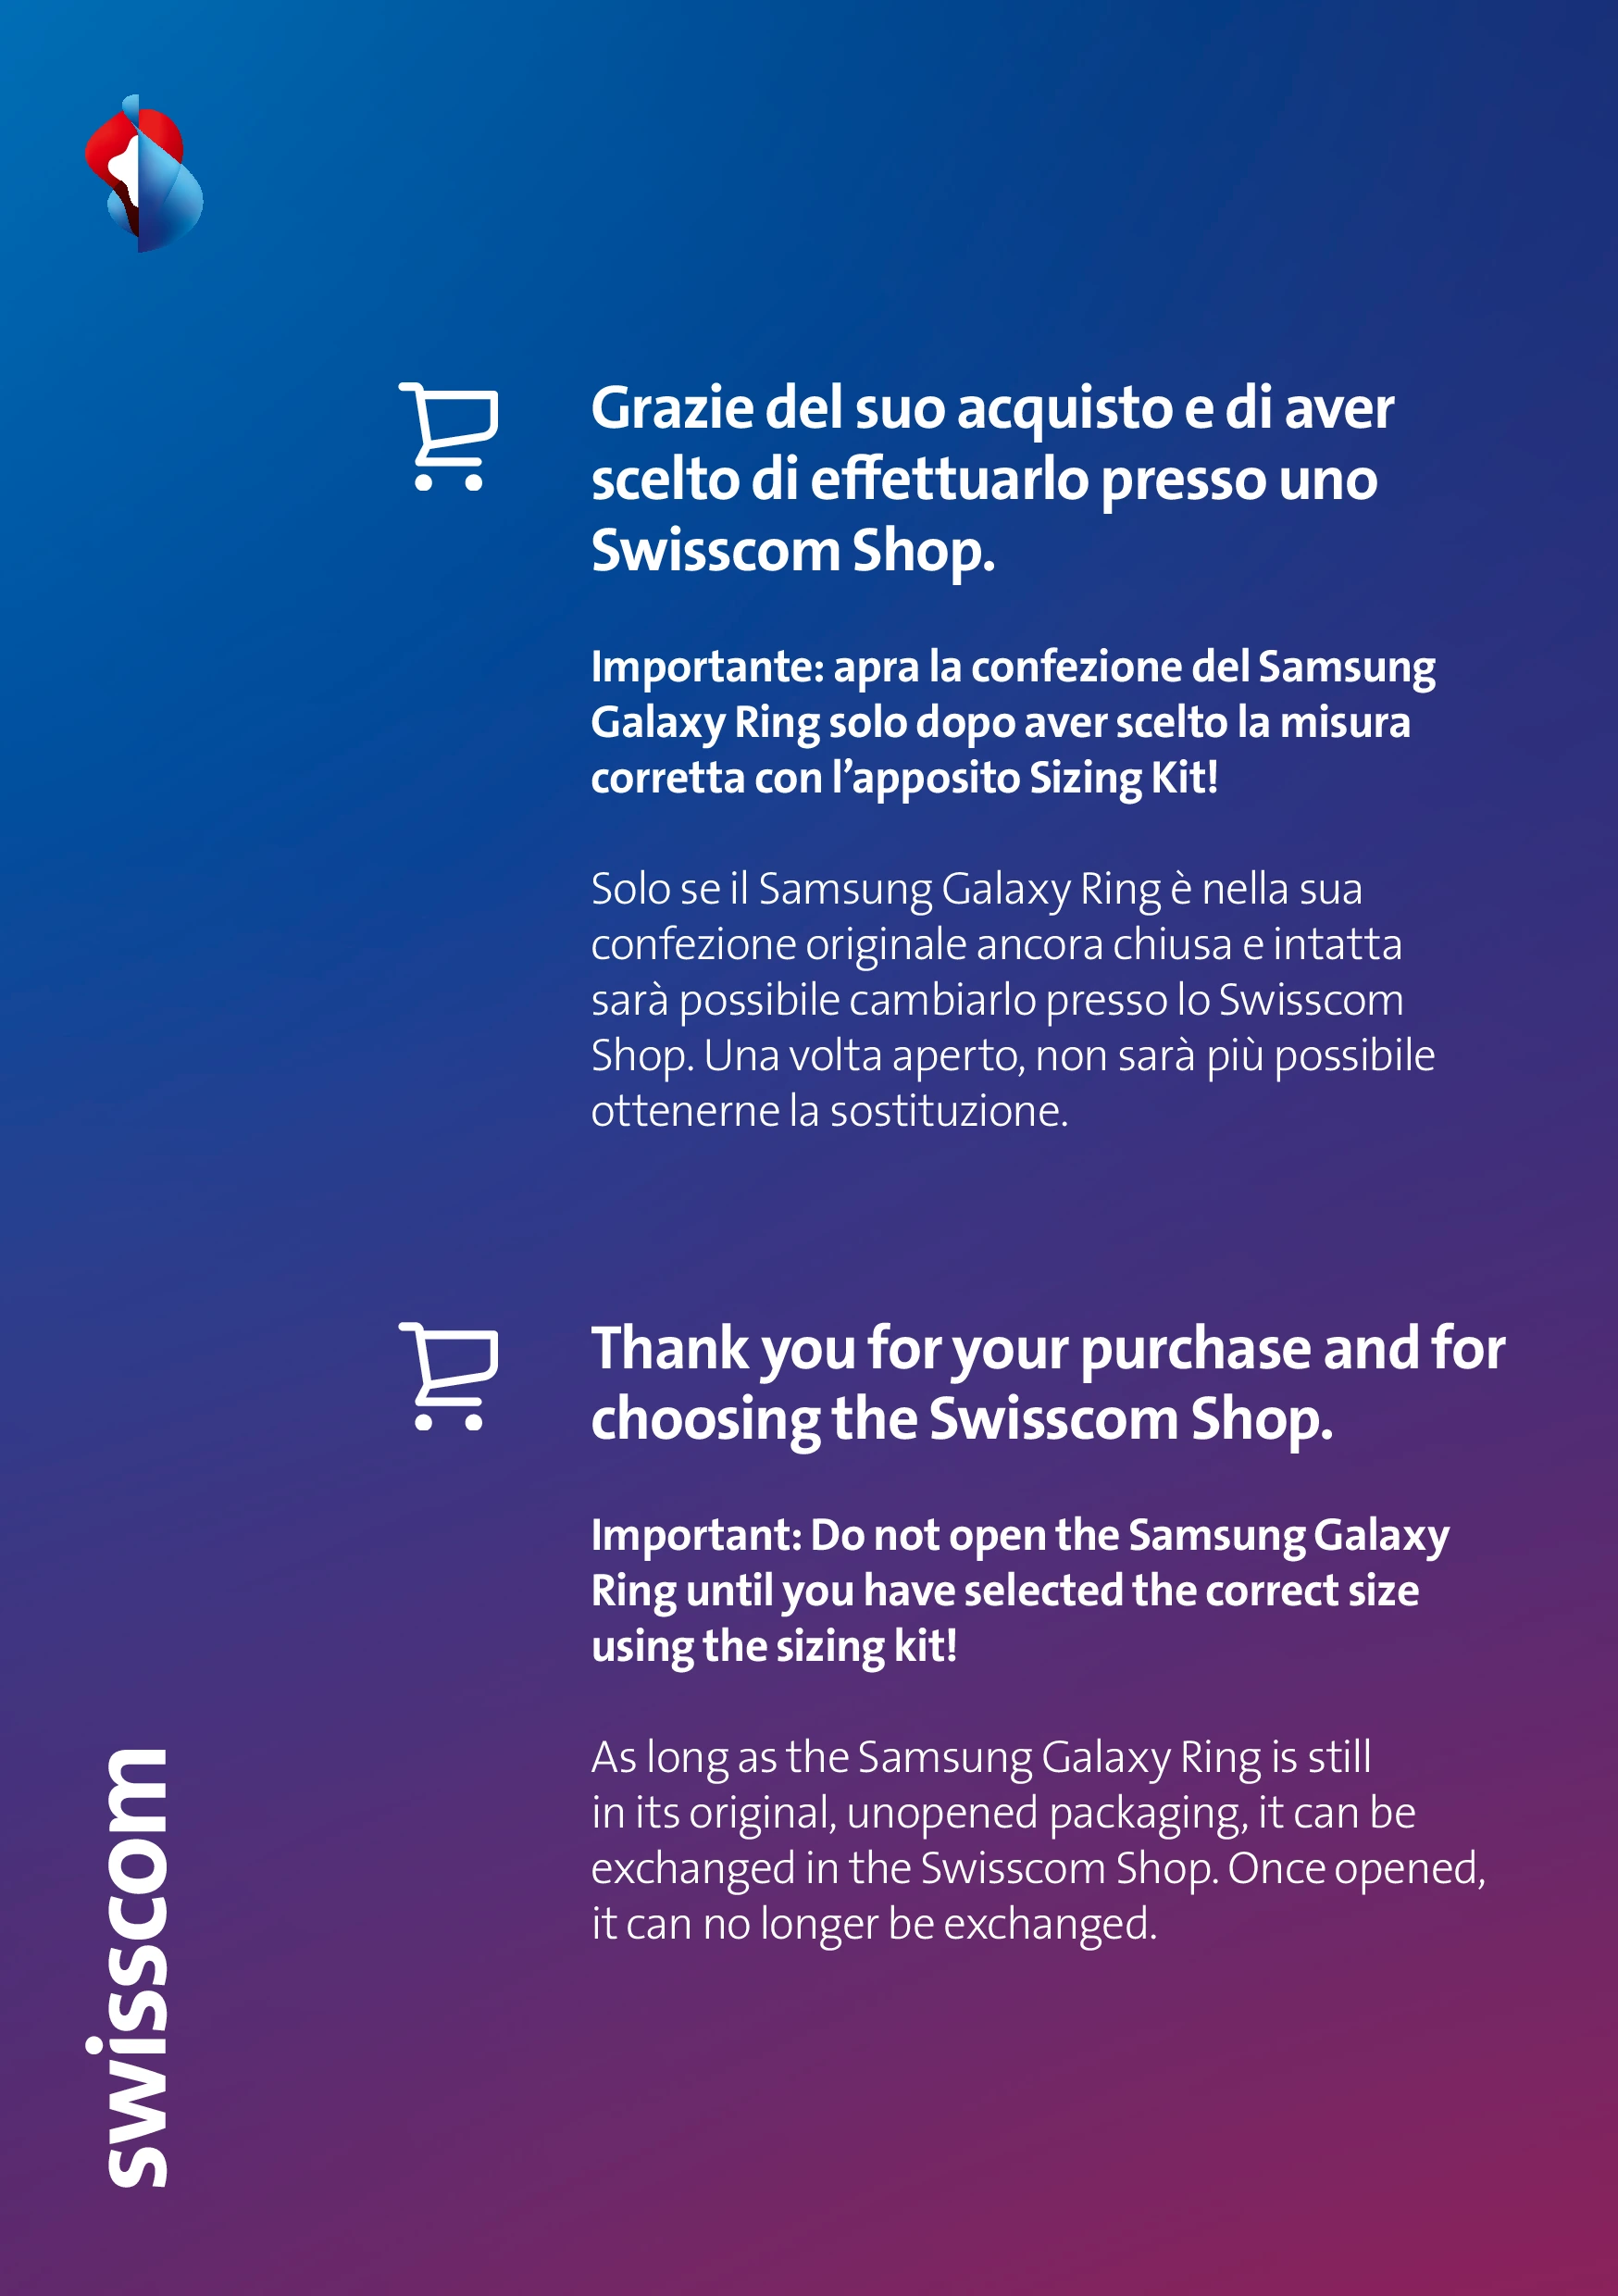 Grazie del suo acquisto e di aver
scelto di effettuarlo presso uno
Swisscom Shop.
Importante: apra la confezione del Samsung
Galaxy Ring solo dopo aver scelto la misura
corretta con l’apposito Sizing Kit!
Solo se il Samsung Galaxy Ring è nella sua
confezione originale ancora chiusa e intatta
sarà possibile cambiarlo presso lo Swisscom
Shop. Una volta aperto, non sarà più possibile
ottenerne la sostituzione.
Thank you for your purchase and for
choosing the Swisscom Shop.
Important: Do not open the Samsung Galaxy
Ring until you have selected the correct size
using the sizing kit!
As long as the Samsung Galaxy Ring is still
in its original, unopened packaging, it can be
exchanged in the Swisscom Shop. Once opened,
it can no longer be exchanged.
swisscom